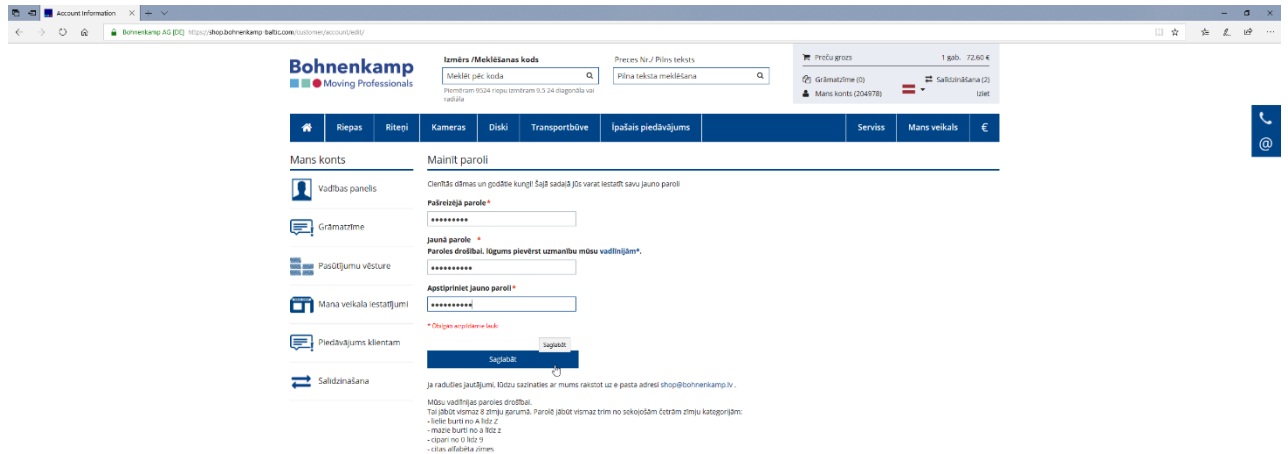 Account Information
Bohnenkamp AG [DE] https://shop.bohnenkamp-baltic.com/customer/account/edit/
Bohnenkamp
Moving Professionals
Izmērs /Meklēšanas kods
Meklēt pēc koda
Piemēram 9524 riepu izmēram 9.5 24 diagonāla vai
radiāla
Preces Nr./ Pilns teksts
Pilna teksta meklēšana
Preču grozs 1 gab. 72,60 €
Grāmatzīme (0) Salīdzināšana (2)
Mans konts (204978) Iziet
Riepas Riteņi Kameras Diski Transportbūve Īpašais piedāvājums Serviss Mans veikals €
Mans konts
Vadības panelis
Grāmatzīme
Pasūtījumu vēsture
Mana veikala iestatījumi
Piedāvājums klientam
Salīdzināšana
Mainīt paroli
Cienītās dāmas un godātie kungi! Šajā sadaļā jūs varat iestatīt savu jauno paroli
Pašreizējā parole*
Jaunā parole *
Paroles drošībai, lūgums pievērst uzmanību mūsu vadlīnijām*.
Apstipriniet jauno paroli*
Saglabāt
Saglabāt
Ja radušies jautājumi, lūdzu sazinaties ar mums rakstot uz e pasta adresi shop@bohnenkamp.lv .
Mūsu vadlīnijas paroles drošībai.
Tai jābūt vismaz 8 zīmju garumā. Parolē jābūt vismaz trim no sekojošām četrām zīmju kategorijām:
- lielie burti no A līdz Z
- mazie burti no a līdz z
- cipari no 0 līdz 9
- citas alfabēta zīmes